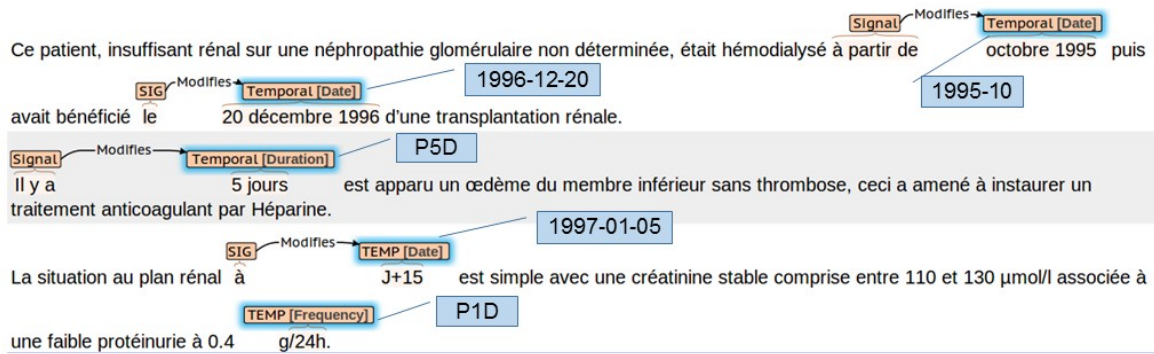 Signal Modifies Temporal [Date]
Ce patient, insuffisant rénal sur une néphropathie glomérulaire non déterminée, était hémodialysé à partir de octobre 1995 puis
SIG Modifies Temporal [Date] 1996-12-20 1995-10
avait bénéficié le 20 décembre 1996 d'une transplantation rénale.
Signal Modifies Temporal [Duration] P5D
Il y a 5 jours est apparu un œdème du membre inférieur sans thrombose, ceci a amené à instaurer un
traitement anticoagulant par Héparine.
SIG Modifies TEMP [Date] 1997-01-05
La situation au plan rénal à J+15 est simple avec une créatinine stable comprise entre 110 et 130 µmol/l associée à
TEMP [Frequency] P1D
une faible protéinurie à 0.4 g/24h.